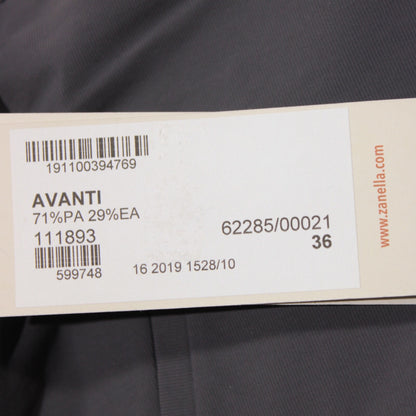 191100394769
AVANTI
71%PA 29%EA
111893
599748
62285/00021
36
16 2019 1528/10
www.zanella.com